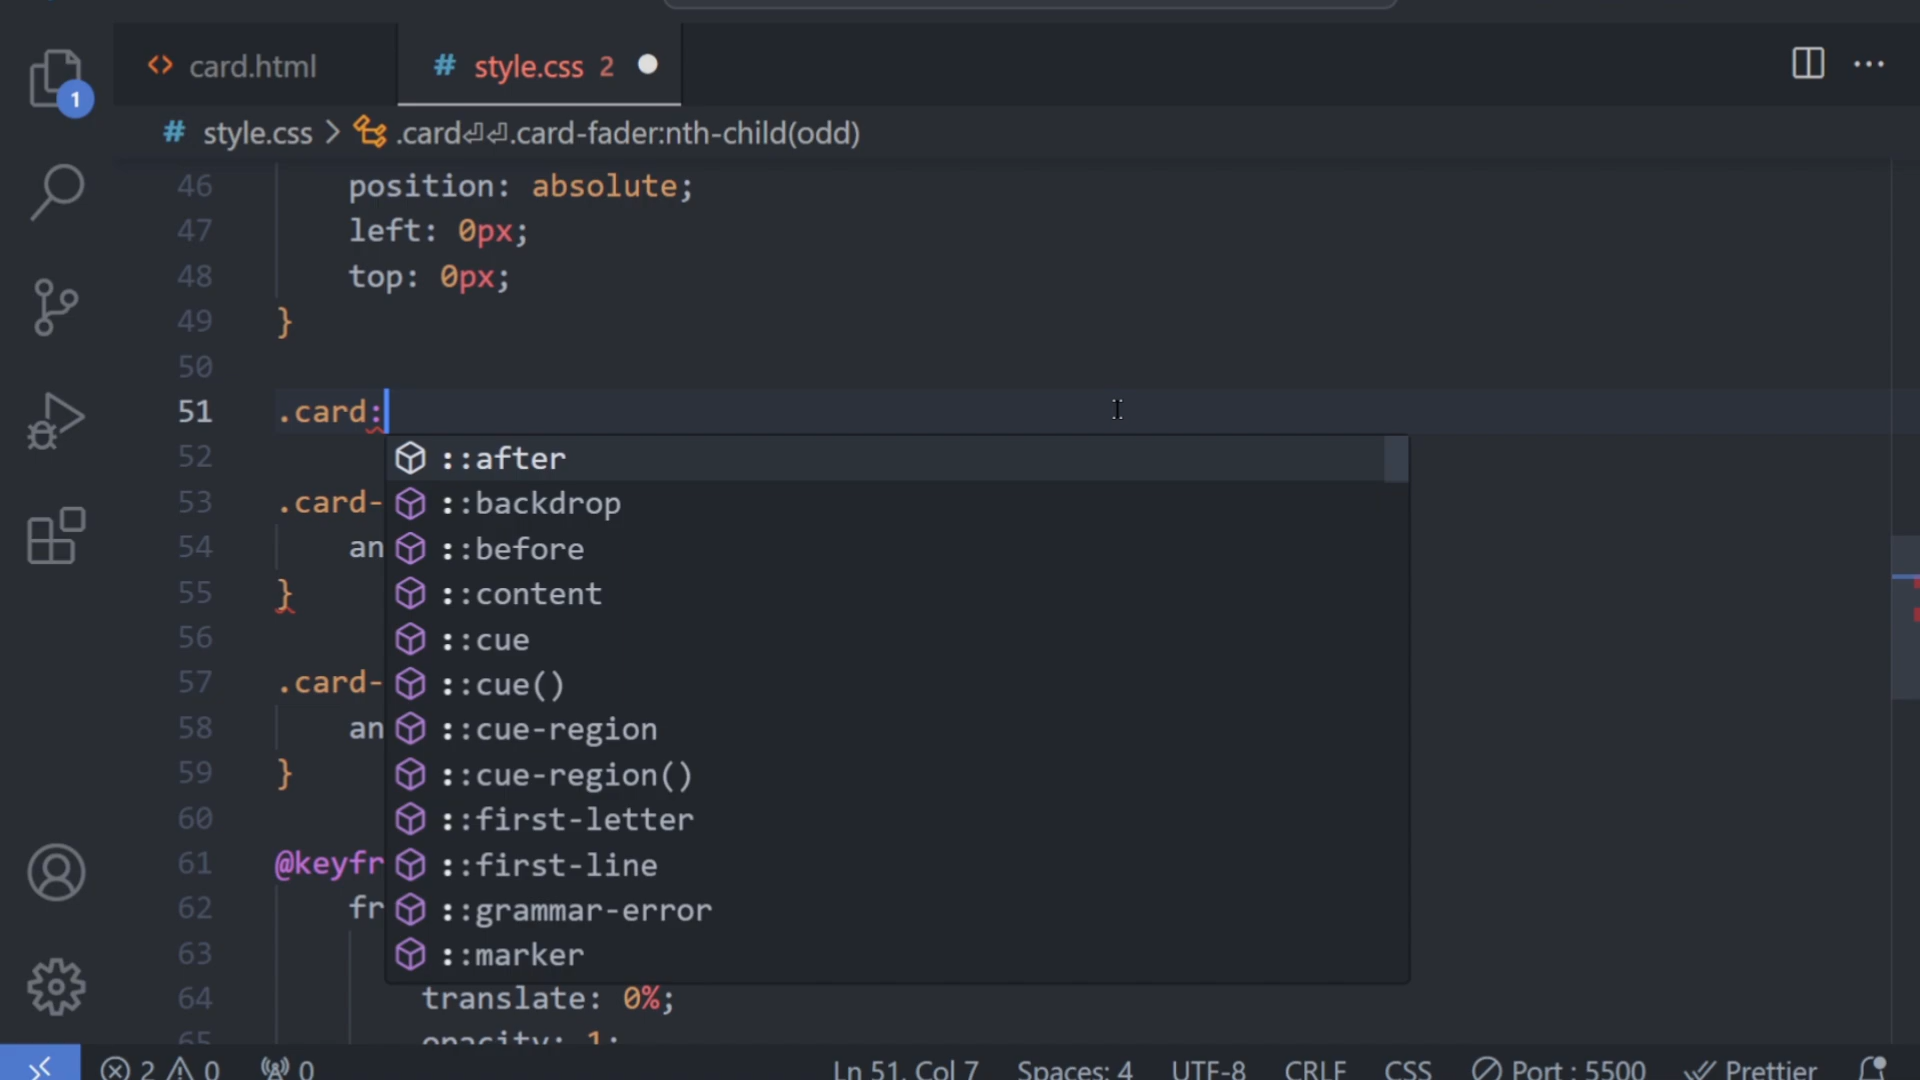 <> card.html
# style.css 2
1
# style.css > .card⏎⏎.card-fader:nth-child(odd)
46 position: absolute;
47 left: 0px;
48 top: 0px;
49 }
50
51 .card:
52 ::after
::backdrop
53 .card-
54 an ::before
55 } ::content
56 ::cue
57 .card- ::cue()
58 an ::cue-region
59 } ::cue-region()
60 ::first-letter
61 @keyfr ::first-line
62 fr ::grammar-error
63 ::marker
64 translate: 0%;
65 opacity: 1;
2 0 0 Ln 51, Col 7 Spaces: 4 UTF-8 CRLF CSS Port : 5500 Prettier